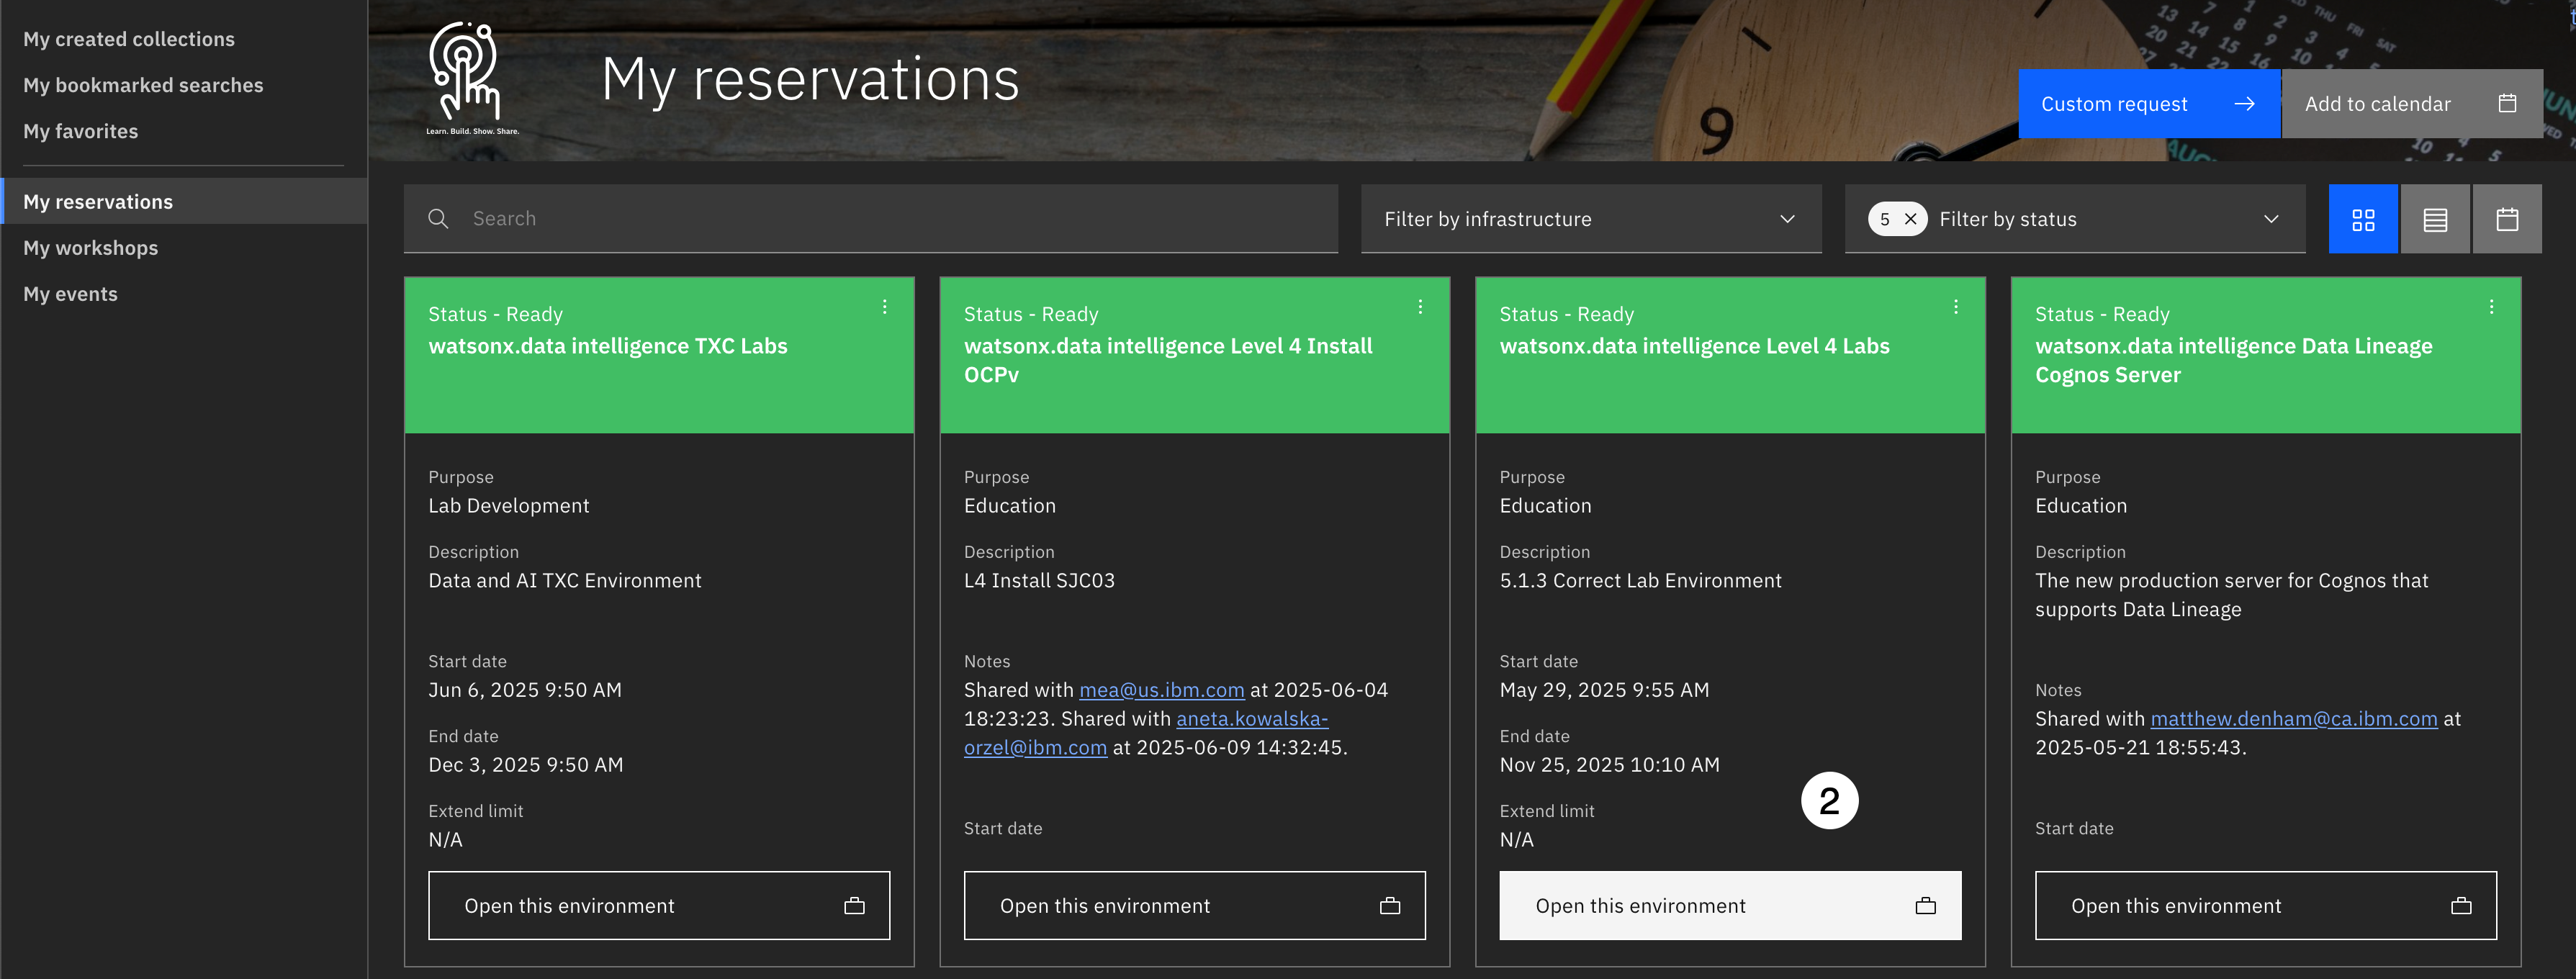 My created collections
My bookmarked searches
My favorites
My reservations
My workshops
My events
Learn. Build. Show. Share.
My reservations
9
Custom request
Add to calendar
Search
Filter by infrastructure
5
Filter by status
Status - Ready
watsonx.data intelligence TXC Labs
Purpose
Lab Development
Description
Data and AI TXC Environment
Start date
Jun 6, 2025 9:50 AM
End date
Dec 3, 2025 9:50 AM
Extend limit
N/A
Open this environment
Status - Ready
watsonx.data intelligence Level 4 Install
OCPv
Purpose
Education
Description
L4 Install SJC03
Notes
Shared with mea@us.ibm.com at 2025-06-04
18:23:23. Shared with aneta.kowalska-
orzel@ibm.com at 2025-06-09 14:32:45.
Start date
Open this environment
Status - Ready
watsonx.data intelligence Level 4 Labs
Purpose
Education
Description
5.1.3 Correct Lab Environment
Start date
May 29, 2025 9:55 AM
End date
Nov 25, 2025 10:10 AM
2
Extend limit
N/A
Open this environment
Status - Ready
watsonx.data intelligence Data Lineage
Cognos Server
Purpose
Education
Description
The new production server for Cognos that
supports Data Lineage
Notes
Shared with matthew.denham@ca.ibm.com at
2025-05-21 18:55:43.
Start date
Open this environment